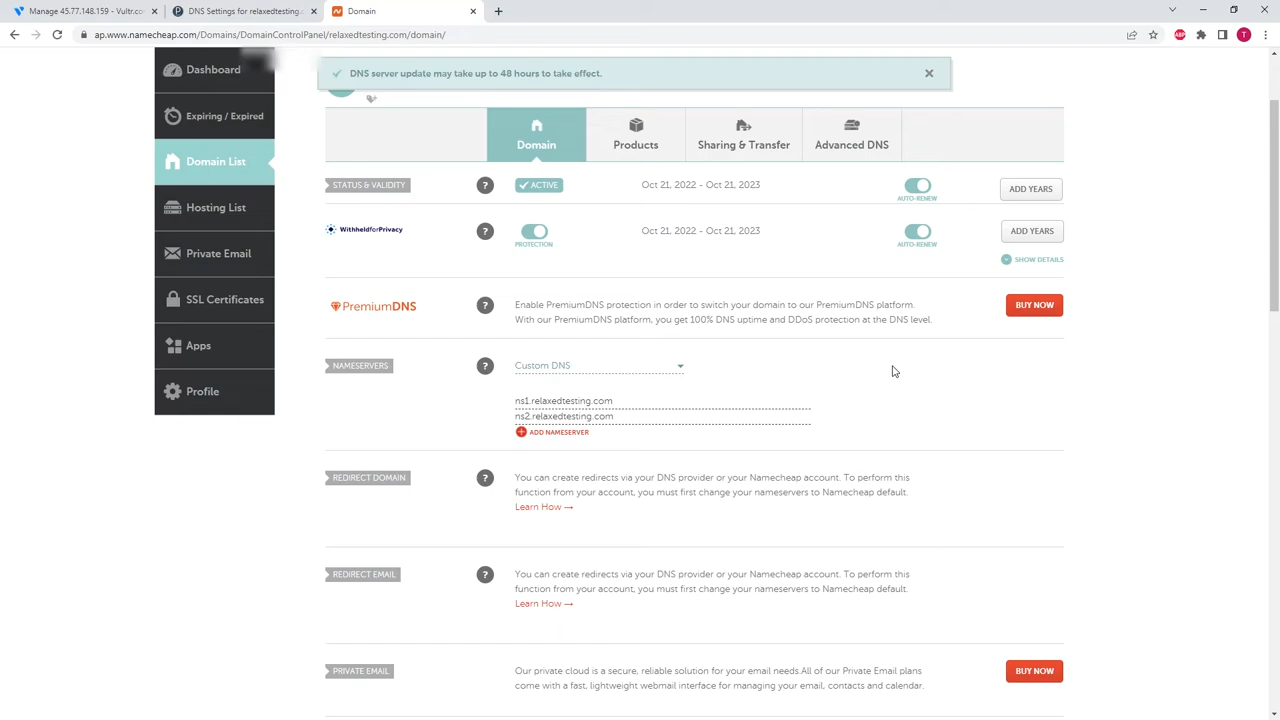 Manage 45.77.148.159 - Vultr.co
DNS Settings for relaxedtesting.c
Domain
ap.www.namecheap.com/Domains/DomainControlPanel/relaxedtesting.com/domain/
ABP
T
Dashboard
Expiring / Expired
Domain List
Hosting List
Private Email
SSL Certificates
Apps
Profile
DNS server update may take up to 48 hours to take effect.
Domain
Products
Sharing & Transfer
Advanced DNS
STATUS & VALIDITY
?
ACTIVE
Oct 21, 2022 - Oct 21, 2023
AUTO-RENEW
ADD YEARS
WithheldforPrivacy
?
PROTECTION
Oct 21, 2022 - Oct 21, 2023
AUTO-RENEW
ADD YEARS
SHOW DETAILS
PremiumDNS
?
Enable PremiumDNS protection in order to switch your domain to our PremiumDNS platform.
With our PremiumDNS platform, you get 100% DNS uptime and DDoS protection at the DNS level.
BUY NOW
NAMESERVERS
?
Custom DNS
ns1.relaxedtesting.com
ns2.relaxedtesting.com
ADD NAMESERVER
REDIRECT DOMAIN
?
You can create redirects via your DNS provider or your Namecheap account. To perform this
function from your account, you must first change your nameservers to Namecheap default.
Learn How →
REDIRECT EMAIL
?
You can create redirects via your DNS provider or your Namecheap account. To perform this
function from your account, you must first change your nameservers to Namecheap default.
Learn How →
PRIVATE EMAIL
Our private cloud is a secure, reliable solution for your email needs.All of our Private Email plans
come with a fast, lightweight webmail interface for managing your email, contacts and calendar.
BUY NOW